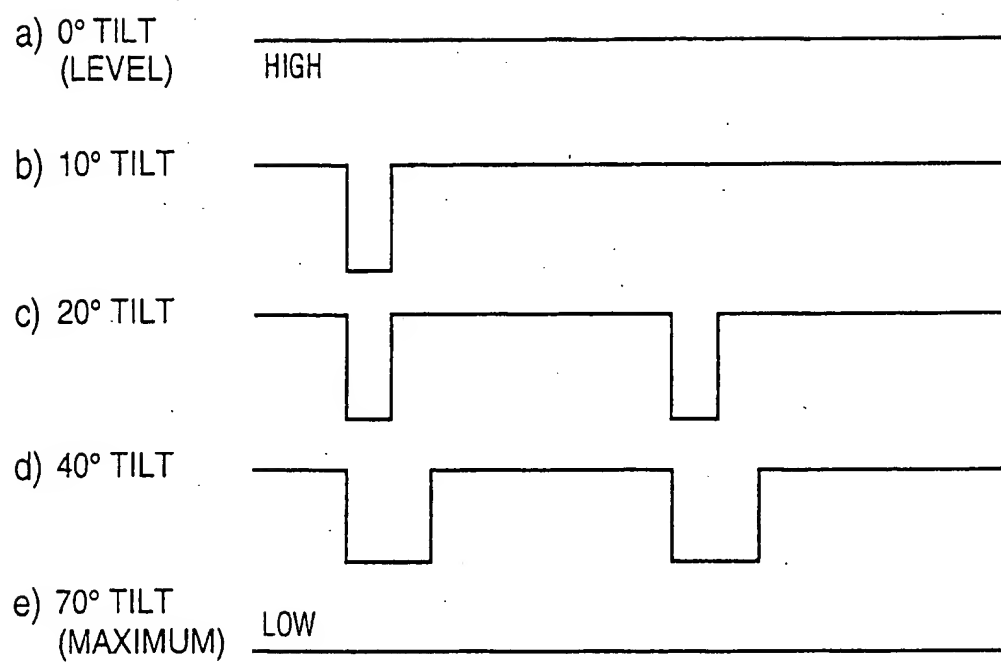 a) 0° TILT
(LEVEL)
HIGH
b) 10° TILT
c) 20° TILT
d) 40° TILT
e) 70° TILT
(MAXIMUM)
LOW